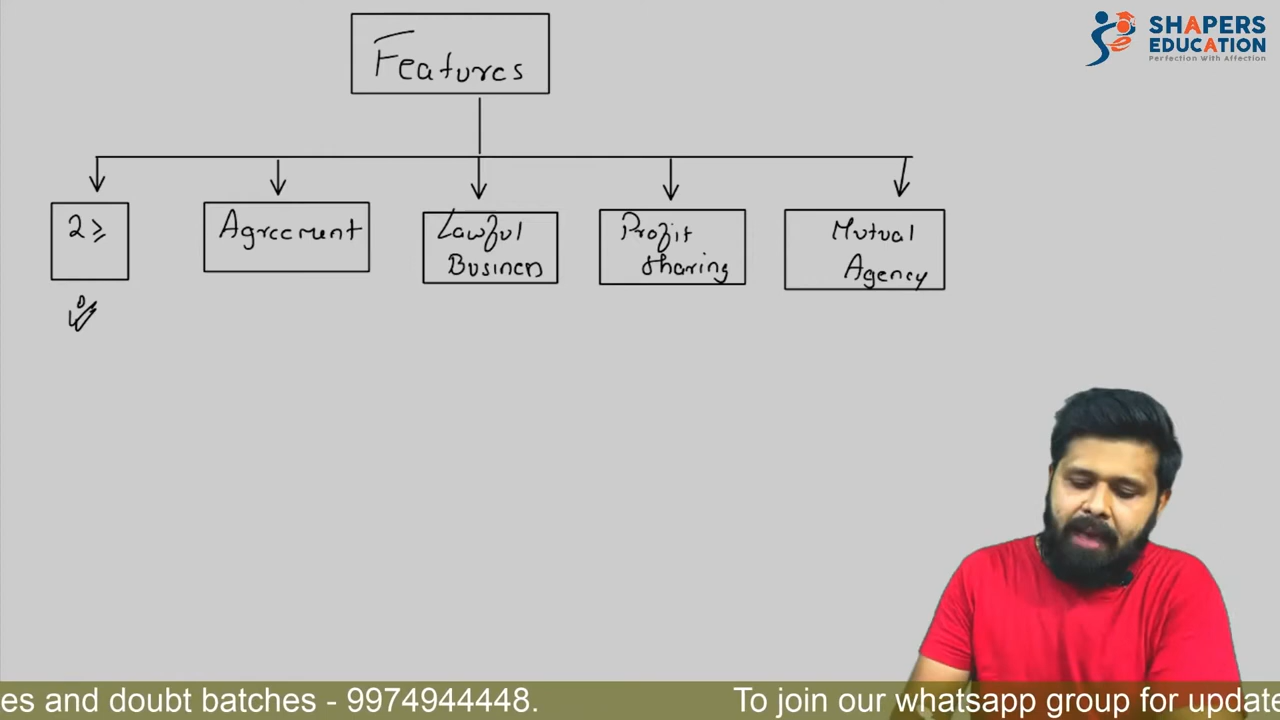 Features
2 ≥
Agreement
Lawful
Business
Profit
Sharing
Mutual
Agency
SHAPERS
EDUCATION
Perfection With Affection
es and doubt batches - 9974944448.
To join our whatsapp group for update